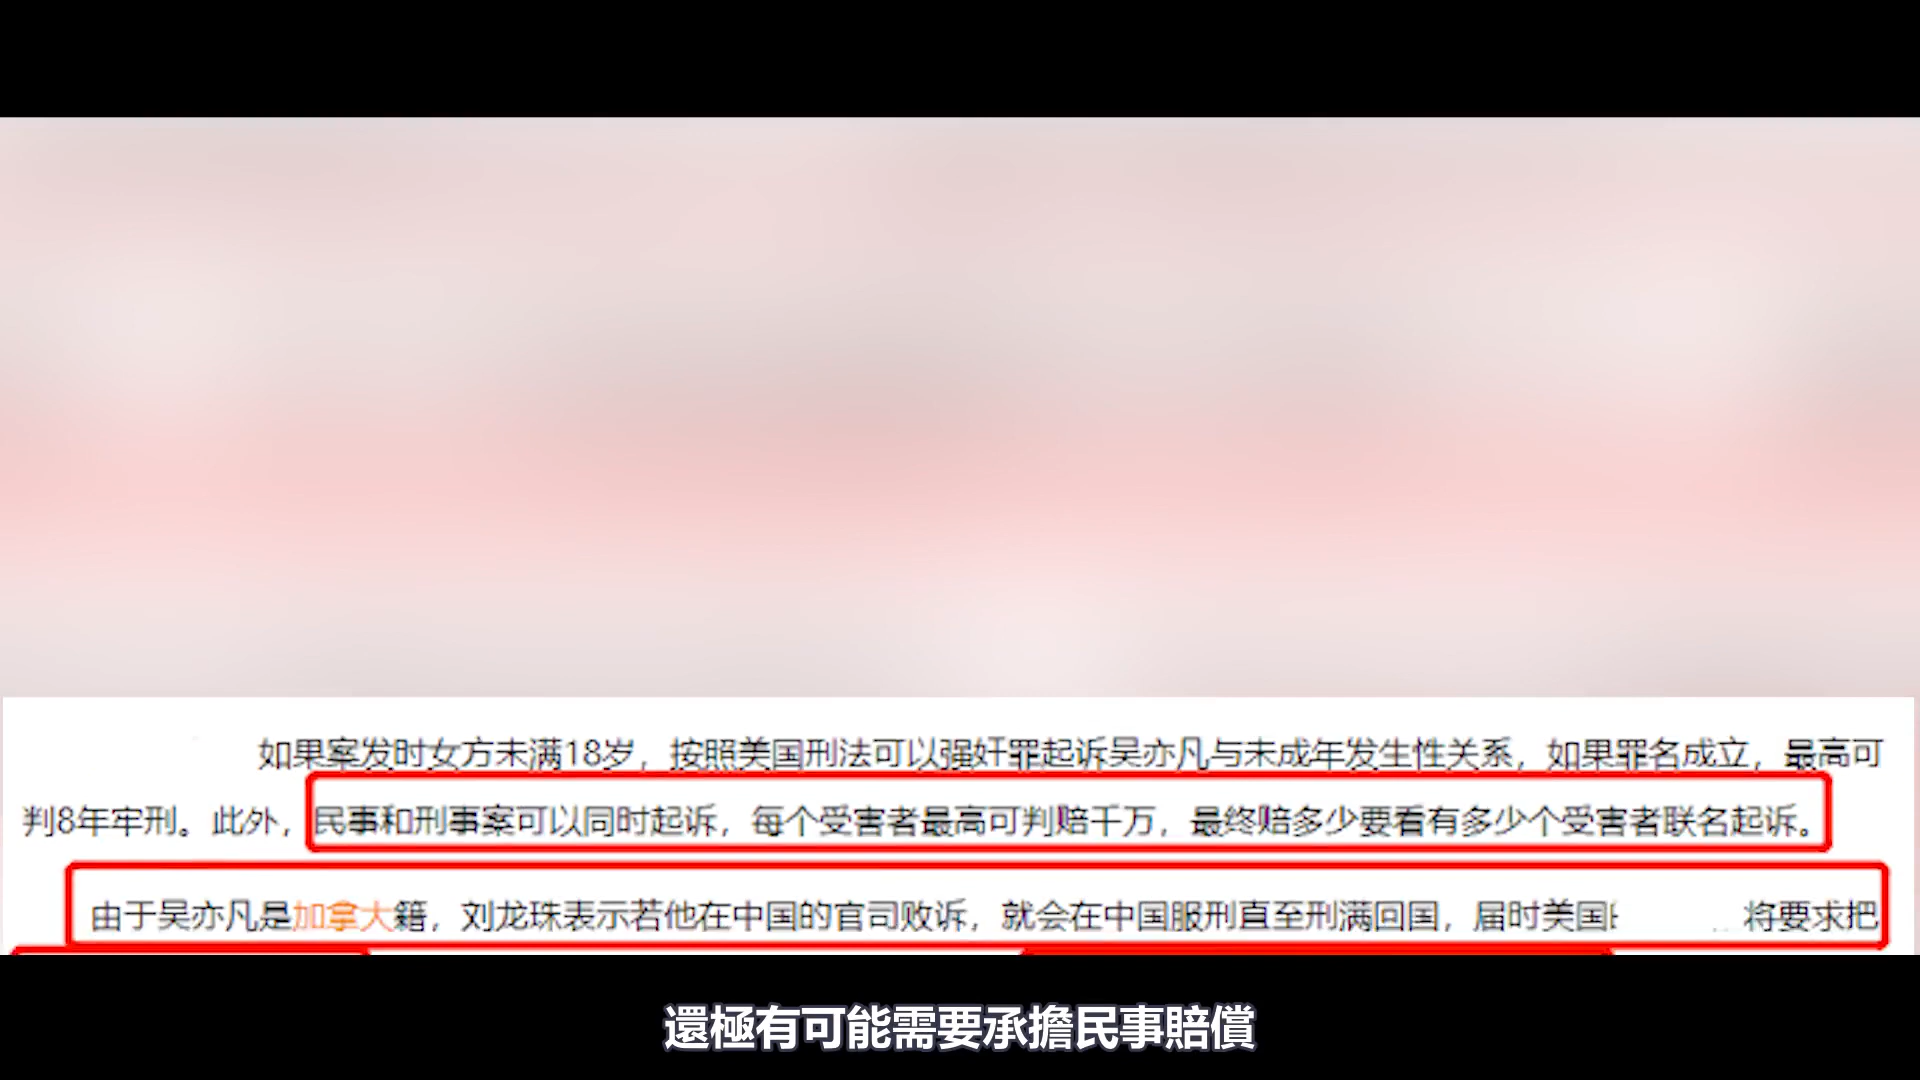 如果案发时女方未满18岁，按照美国刑法可以强奸罪起诉吴亦凡与未成年发生性关系，如果罪名成立，最高可
判8年牢刑。此外，民事和刑事案可以同时起诉，每个受害者最高可判赔千万，最终赔多少要看有多少个受害者联名起诉。
由于吴亦凡是加拿大籍，刘龙珠表示若他在中国的官司败诉，就会在中国服刑直至刑满回国，届时美国 将要求把
還極有可能需要承擔民事賠償